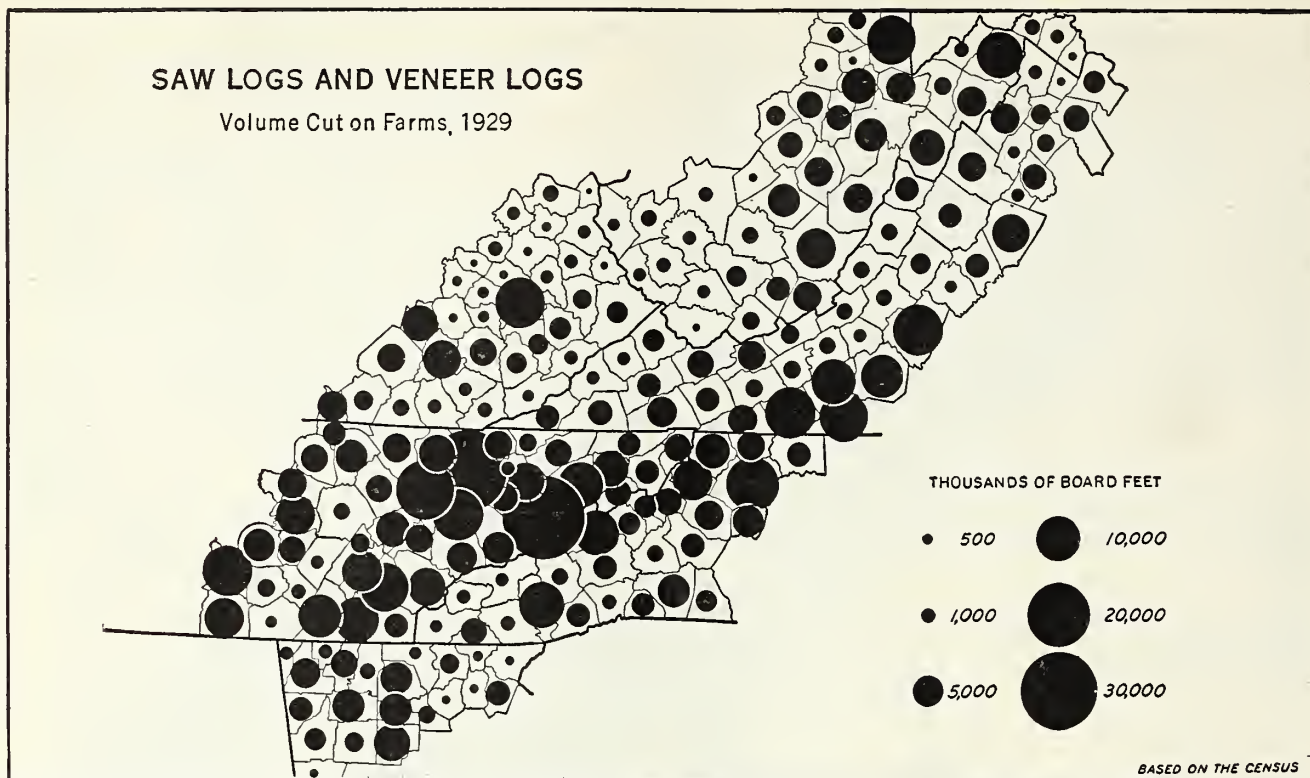 SAW LOGS AND VENEER LOGS
Volume Cut on Farms, 1929
THOUSANDS OF BOARD FEET
500 10,000
1,000 20,000
5,000 30,000
BASED ON THE CENSUS